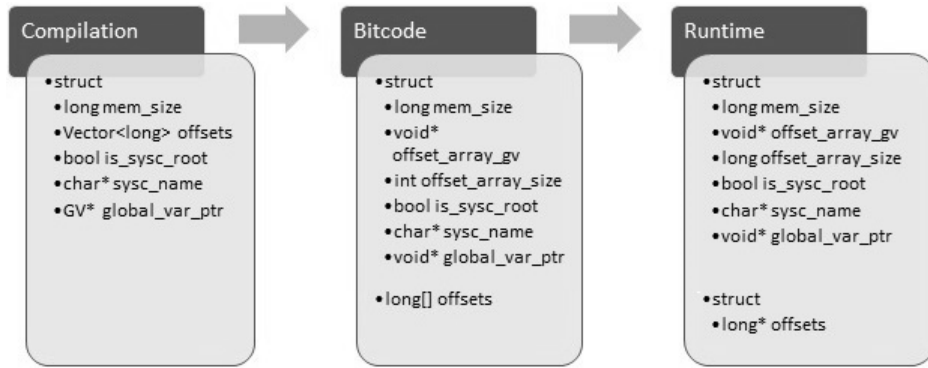 Compilation
•struct
•long mem_size
•Vector<long> offsets
•bool is_sysc_root
•char* sysc_name
•GV* global_var_ptr
Bitcode
•struct
•long mem_size
•void*
offset_array_gv
•int offset_array_size
•bool is_sysc_root
•char* sysc_name
•void* global_var_ptr
•long[] offsets
Runtime
•struct
•long mem_size
•void* offset_array_gv
•long offset_array_size
•bool is_sysc_root
•char* sysc_name
•void* global_var_ptr
•struct
•long* offsets